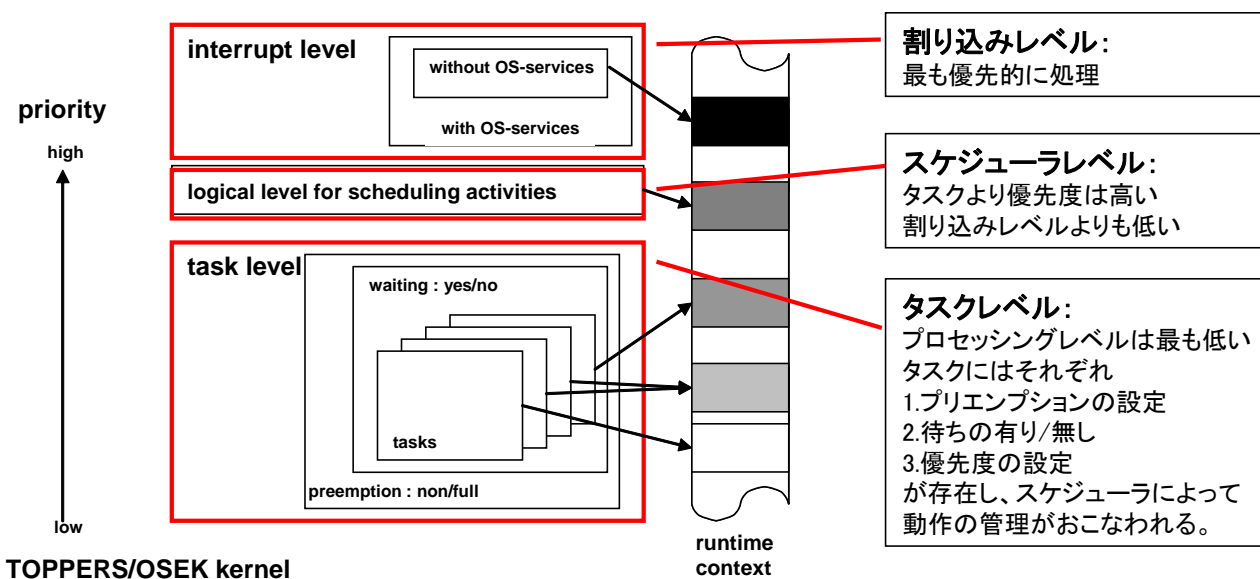 priority
high
low
interrupt level
without OS-services
with OS-services
logical level for scheduling activities
task level
waiting : yes/no
tasks
preemption : non/full
runtime
context
割り込みレベル：
最も優先的に処理
スケジューラレベル：
タスクより優先度は高い
割り込みレベルよりも低い
タスクレベル：
プロセッシングレベルは最も低い
タスクにはそれぞれ
1.プリエンプションの設定
2.待ちの有り/無し
3.優先度の設定
が存在し、スケジューラによって
動作の管理がおこなわれる。
TOPPERS/OSEK kernel